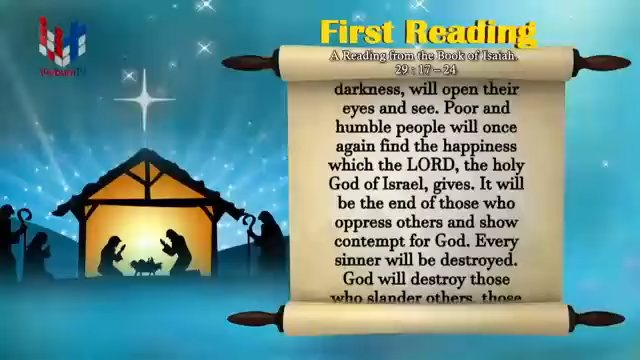 VerbumTV
First Reading
A Reading from the Book of Isaiah.
29 : 17 – 24
darkness, will open their
eyes and see. Poor and
humble people will once
again find the happiness
which the LORD, the holy
God of Israel, gives. It will
be the end of those who
oppress others and show
contempt for God. Every
sinner will be destroyed.
God will destroy those
who slander others, those